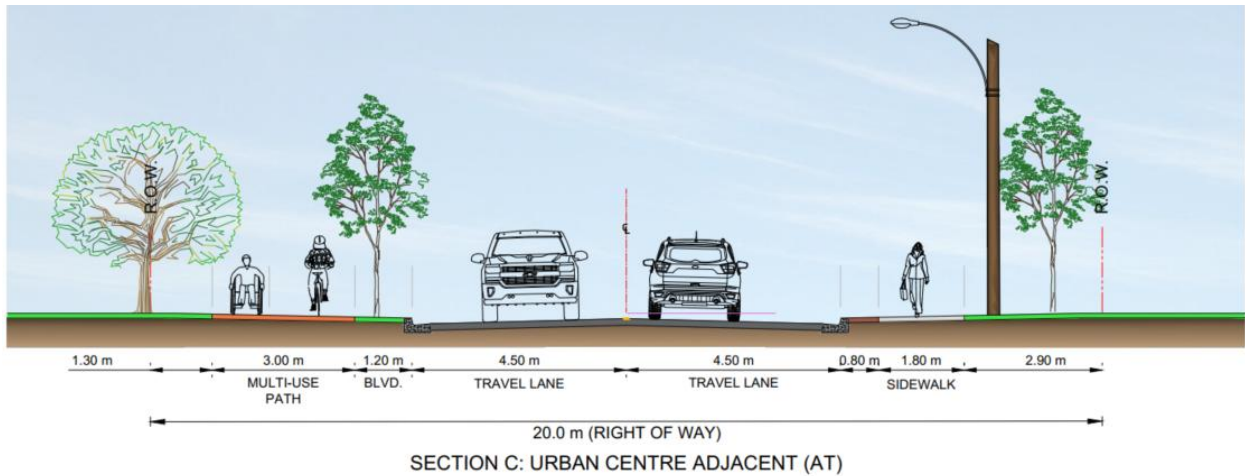 R.O.W.
℄
R.O.W.
1.30 m
3.00 m
1.20 m
4.50 m
4.50 m
0.80 m
1.80 m
2.90 m
MULTI-USE
PATH
BLVD.
TRAVEL LANE
TRAVEL LANE
SIDEWALK
20.0 m (RIGHT OF WAY)
SECTION C: URBAN CENTRE ADJACENT (AT)